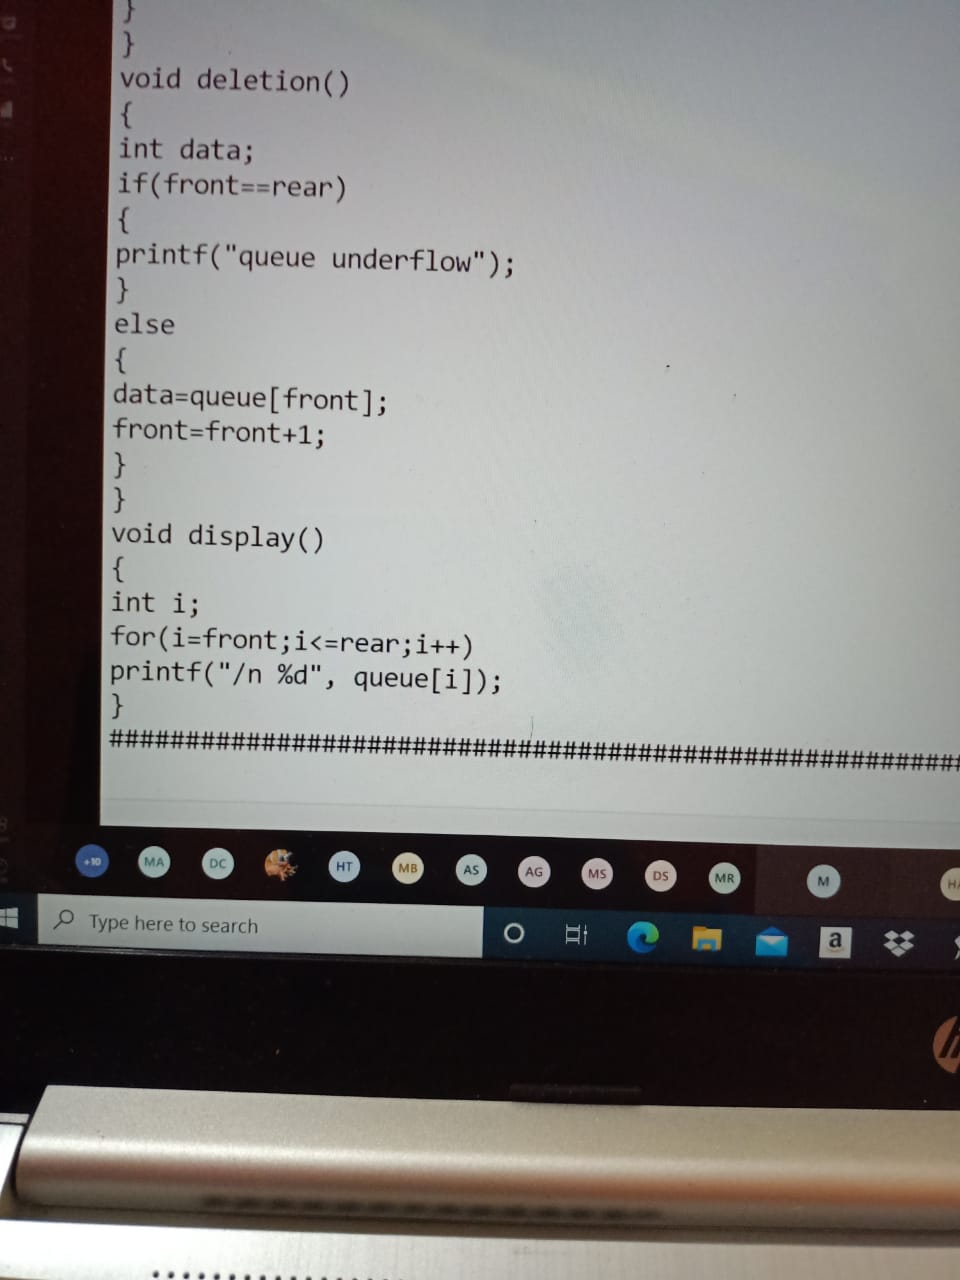 }
}
void deletion()
{
int data;
if(front==rear)
{
printf("queue underflow");
}
else
{
data=queue[front];
front=front+1;
}
}
void display()
{
int i;
for(i=front;i<=rear;i++)
printf("/n %d", queue[i]);
}
########################################################
+10 MA DC HT MB AS AG MS DS MR M HA
Type here to search
a
hp